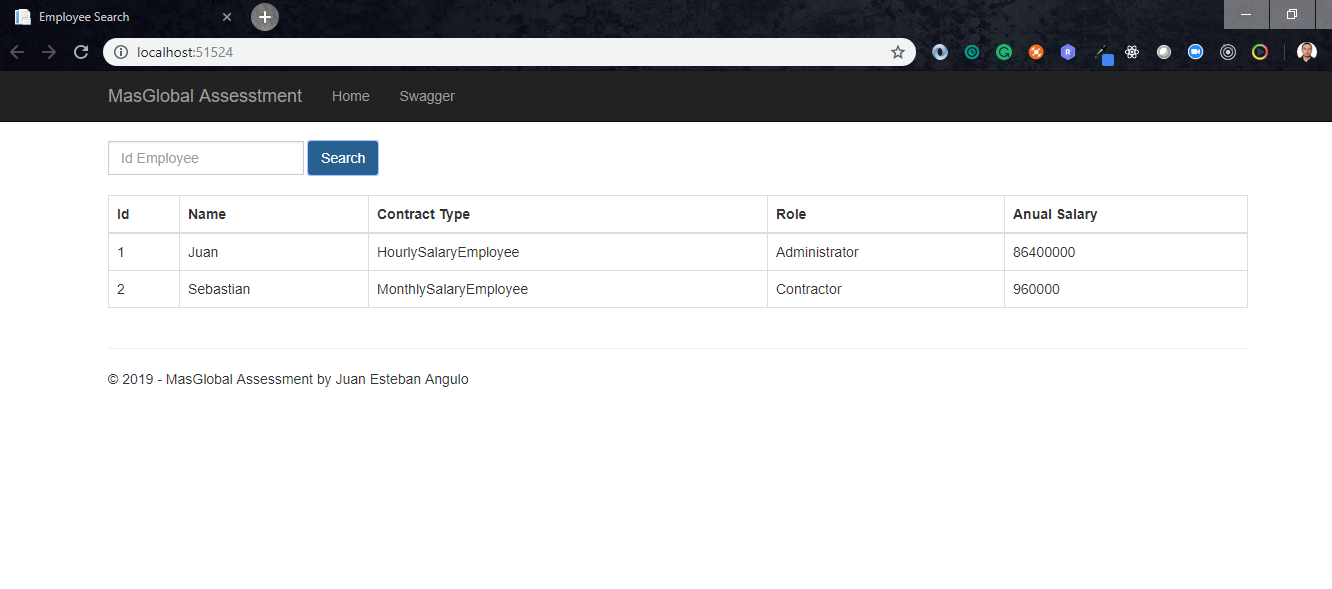 Employee Search
localhost:51524
MasGlobal Assesstment Home Swagger
Id Employee Search
Id Name Contract Type Role Anual Salary
1 Juan HourlySalaryEmployee Administrator 86400000
2 Sebastian MonthlySalaryEmployee Contractor 960000
© 2019 - MasGlobal Assessment by Juan Esteban Angulo